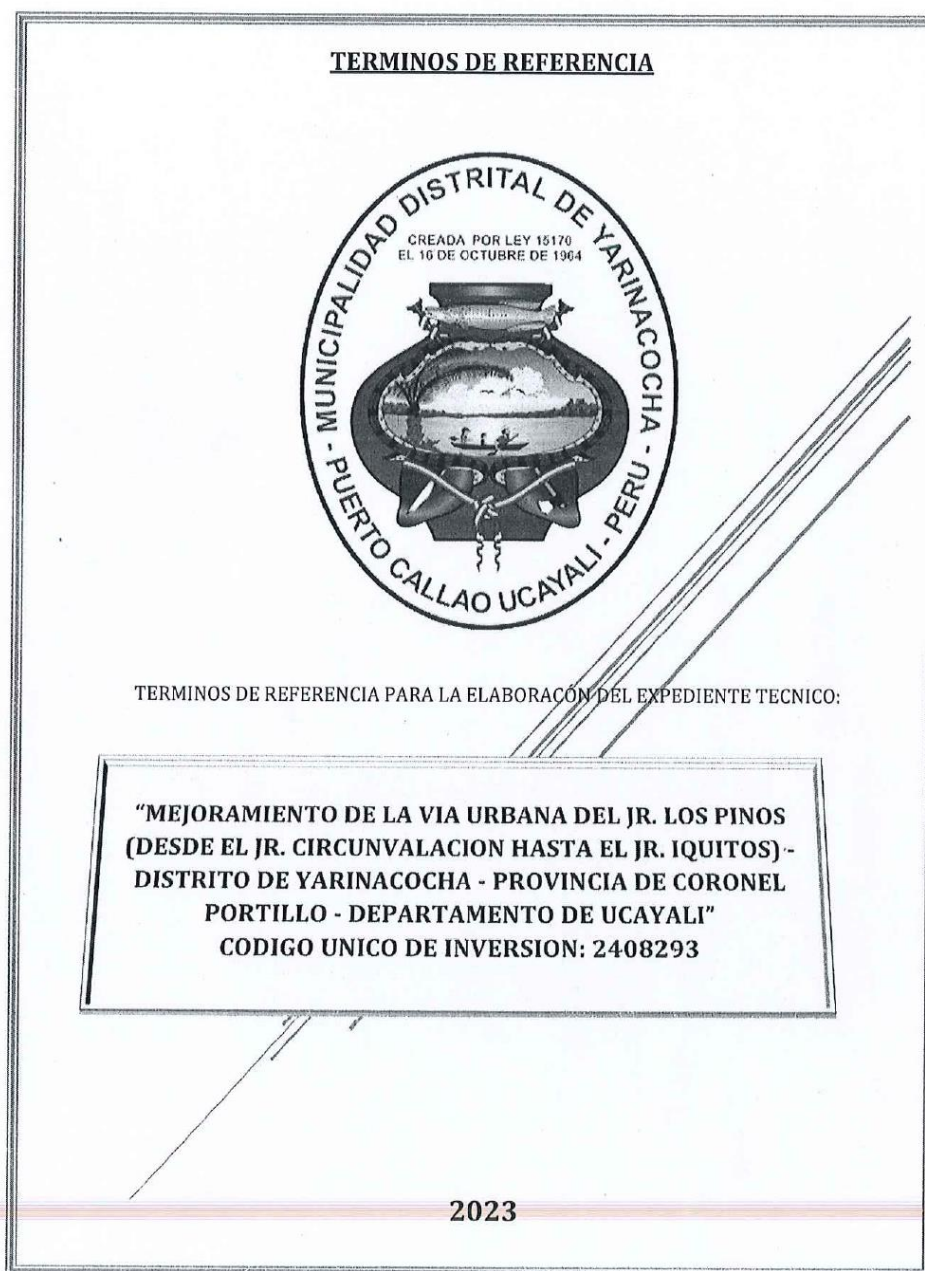 TERMINOS DE REFERENCIA
MUNICIPALIDAD DISTRITAL DE YARINACOCHA
CREADA POR LEY 15170
EL 16 DE OCTUBRE DE 1964
- PUERTO CALLAO UCAYALI - PERU -
TERMINOS DE REFERENCIA PARA LA ELABORACÓN DEL EXPEDIENTE TECNICO:
"MEJORAMIENTO DE LA VIA URBANA DEL JR. LOS PINOS
(DESDE EL JR. CIRCUNVALACION HASTA EL JR. IQUITOS) -
DISTRITO DE YARINACOCHA - PROVINCIA DE CORONEL
PORTILLO - DEPARTAMENTO DE UCAYALI"
CODIGO UNICO DE INVERSION: 2408293
2023